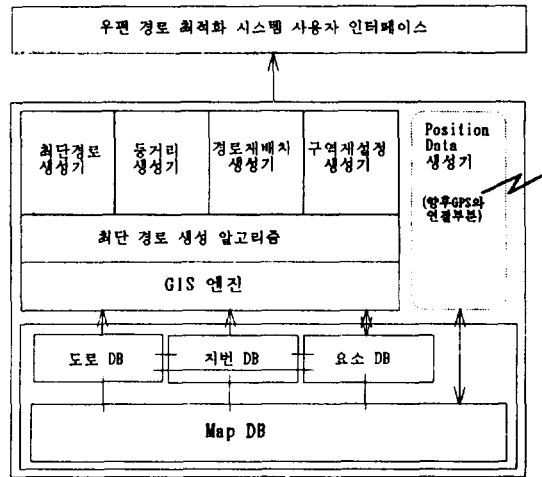 우편 경로 최적화 시스템 사용자 인터페이스
최단경로
생성기
등거리
생성기
경로재배치
생성기
구역재설정
생성기
Position
Data
생성기
(향후GPS와
연결부분)
최단 경로 생성 알고리즘
GIS 엔진
도로 DB
지번 DB
요소 DB
Map DB